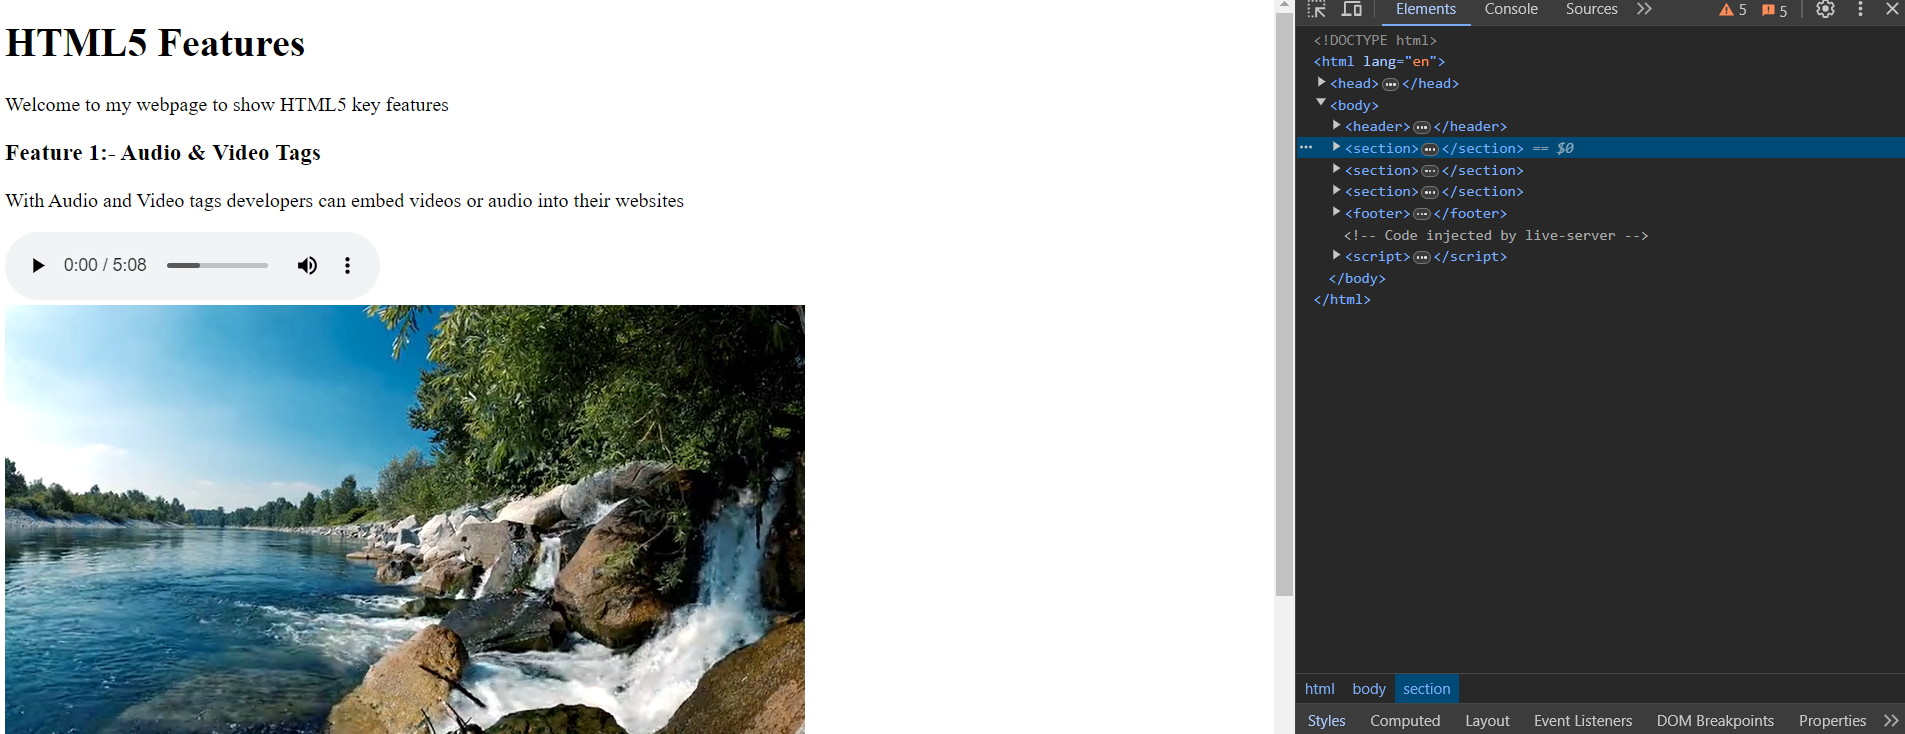 HTML5 Features
Welcome to my webpage to show HTML5 key features
Feature 1:- Audio & Video Tags
With Audio and Video tags developers can embed videos or audio into their websites
0:00 / 5:08
Elements Console Sources 5 5
<!DOCTYPE html>
<html lang="en">
<head> </head>
<body>
<header> </header>
<section> </section> == $0
<section> </section>
<section> </section>
<footer> </footer>
<!-- Code injected by live-server -->
<script> </script>
</body>
</html>
html body section
Styles Computed Layout Event Listeners DOM Breakpoints Properties